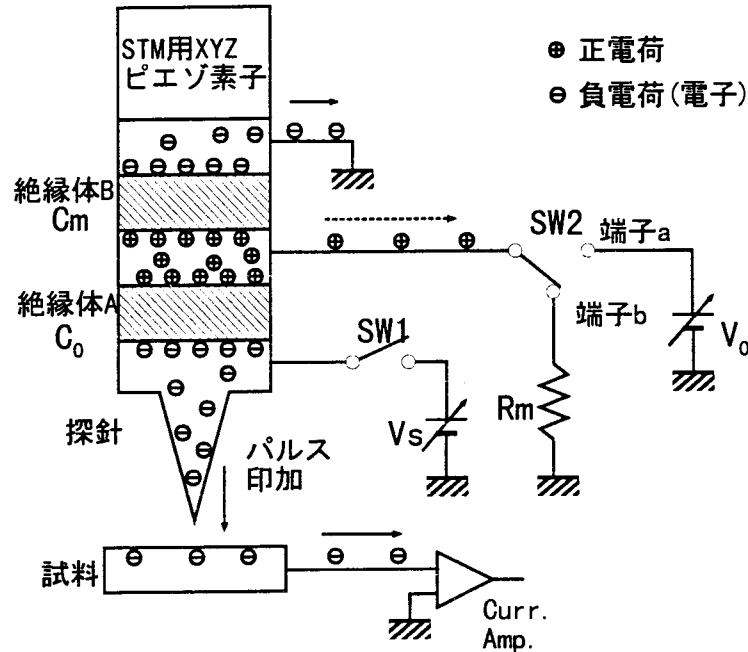 STM用XYZ
ピエゾ素子
⊕ 正電荷
⊖ 負電荷(電子)
絶縁体B
Cm
SW2
端子a
端子b
絶縁体A
C₀
SW1
V₀
Rm
Vs
探針
パルス
印加
試料
Curr.
Amp.